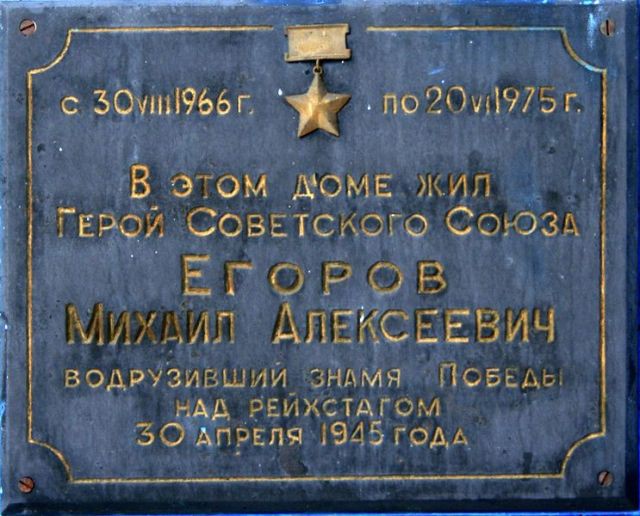 с 30 VIII 1966 г. по 20 VI 1975 г.
В ЭТОМ ДОМЕ ЖИЛ
ГЕРОЙ СОВЕТСКОГО СОЮЗА
ЕГОРОВ
МИХАИЛ АЛЕКСЕЕВИЧ
ВОДРУЗИВШИЙ ЗНАМЯ ПОБЕДЫ
НАД РЕЙХСТАГОМ
30 АПРЕЛЯ 1945 ГОДА